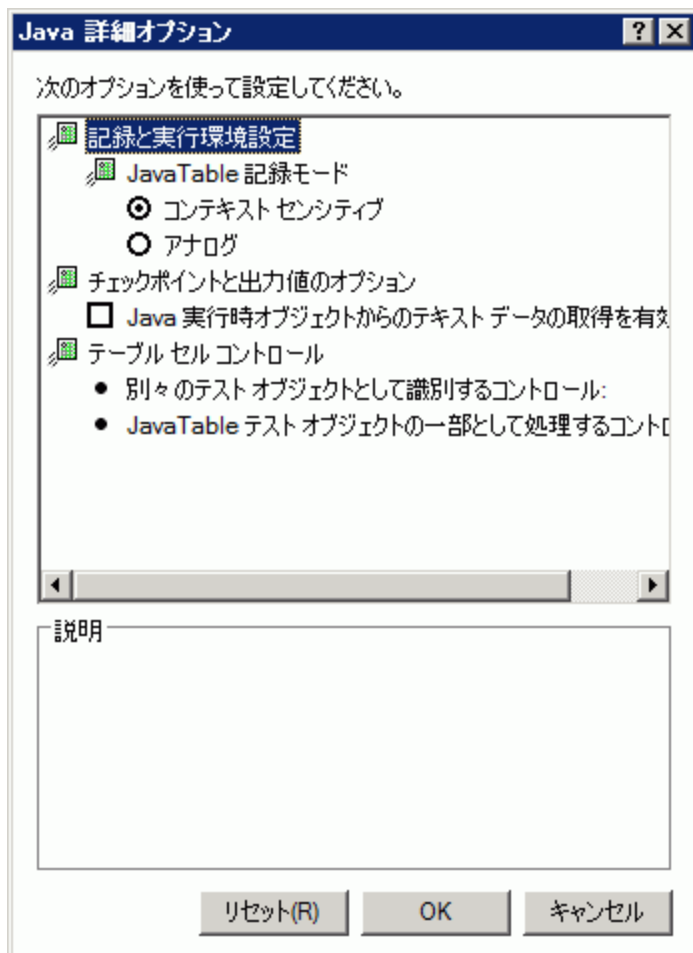 Java 詳細オプション
次のオプションを使って設定してください。
記録と実行環境設定
JavaTable 記録モード
コンテキスト センシティブ
アナログ
チェックポイントと出力値のオプション
Java 実行時オブジェクトからのテキスト データの取得を有効
テーブル セル コントロール
別々のテスト オブジェクトとして識別するコントロール:
JavaTable テスト オブジェクトの一部として処理するコント
説明
リセット(R) OK キャンセル